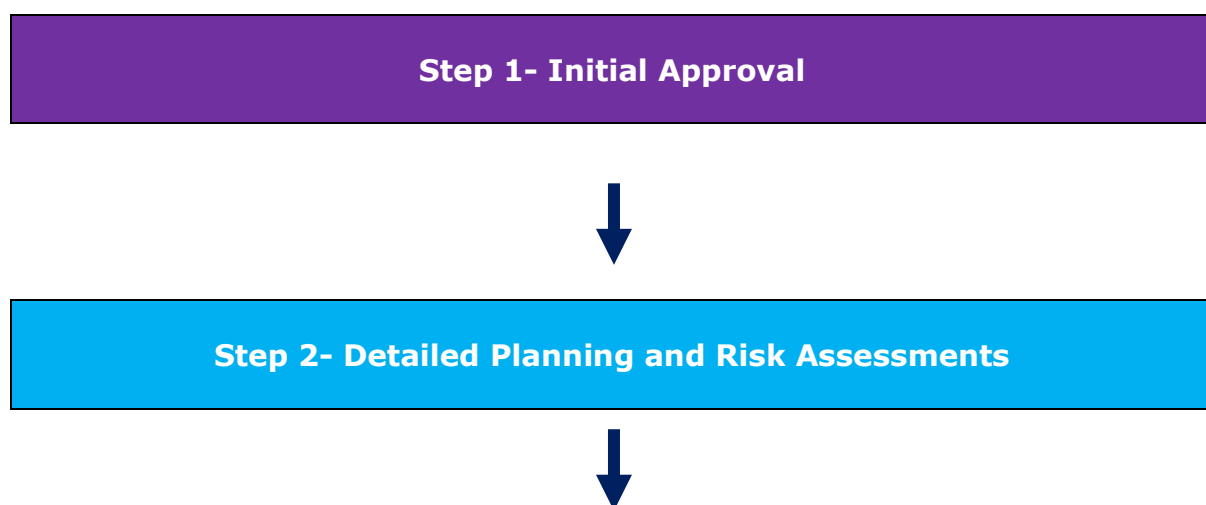 Step 1- Initial Approval
Step 2- Detailed Planning and Risk Assessments